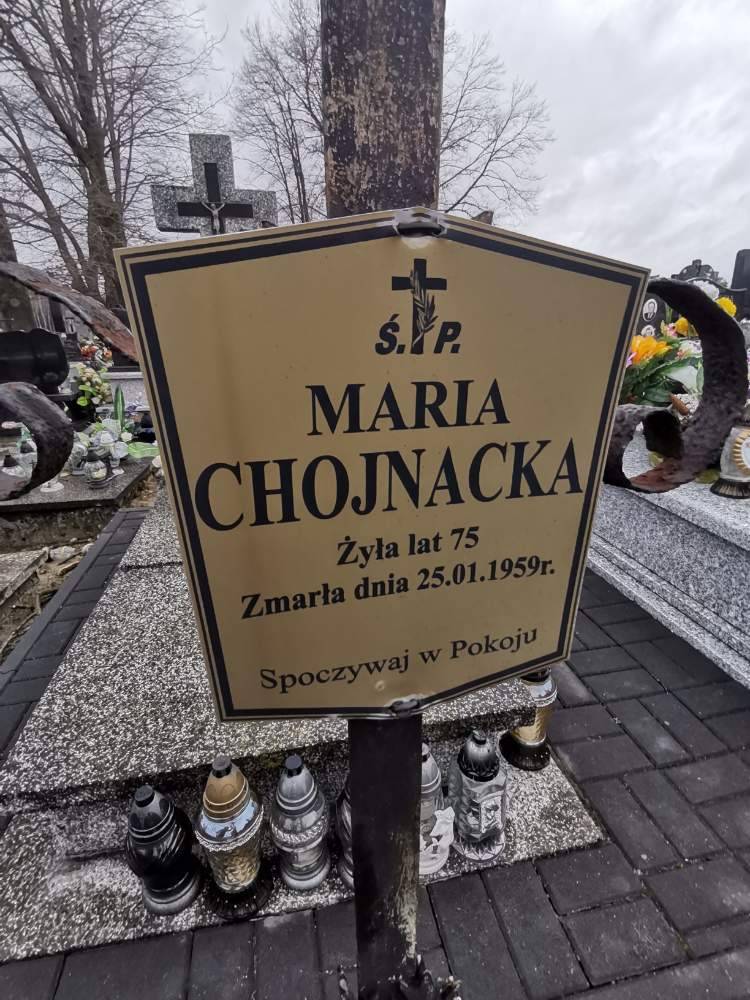 Ś. P.
MARIA
CHOJNACKA
Żyła lat 75
Zmarła dnia 25.01.1959r.
Spoczywaj w Pokoju